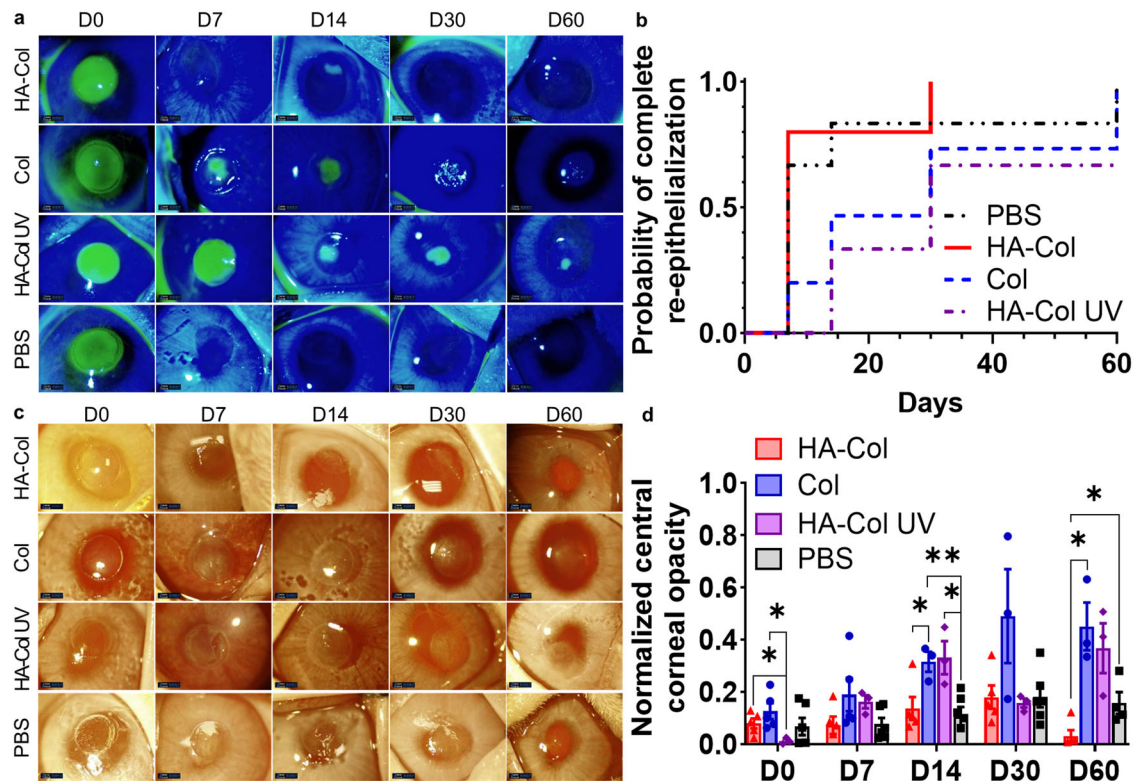 a
D0 D7 D14 D30 D60
HA-Col
Col
HA-Col UV
PBS
b
Probability of complete
re-epithelialization
1.0
0.5
0.0
0 20 40 60
Days
PBS
HA-Col
Col
HA-Col UV
c
D0 D7 D14 D30 D60
HA-Col
Col
HA-Col UV
PBS
d
HA-Col
Col
HA-Col UV
PBS
Normalized central
corneal opacity
1.0
0.8
0.6
0.4
0.2
0.0
* * * ** * * *
D0 D7 D14 D30 D60